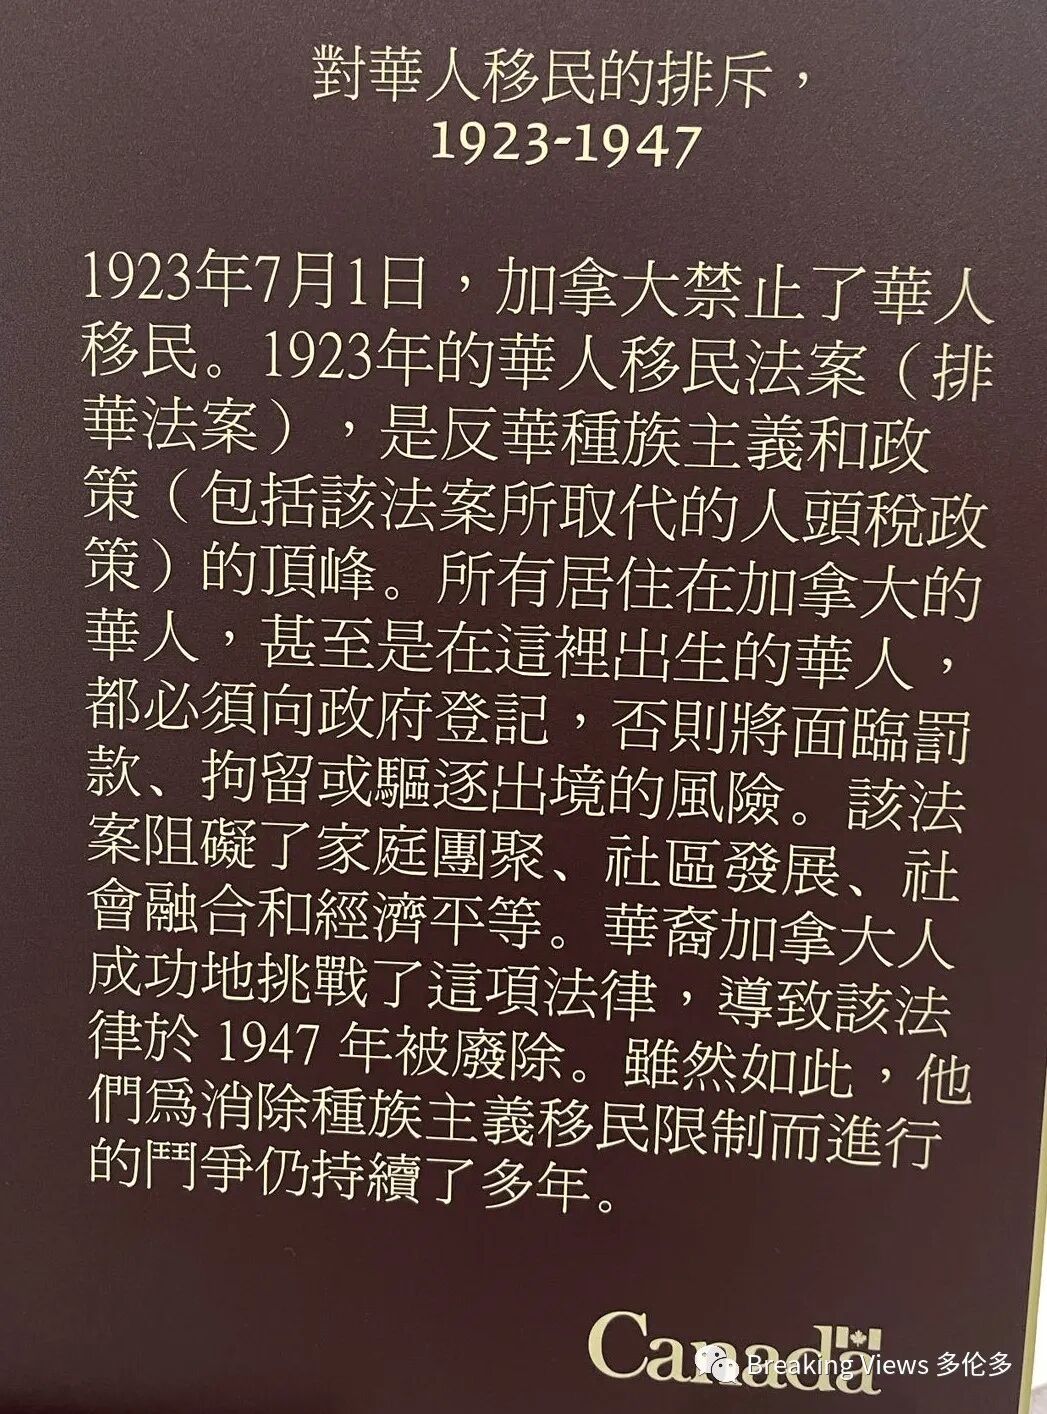 對華人移民的排斥，
1923-1947
1923年7月1日，加拿大禁止了華人
移民。1923年的華人移民法案（排
華法案），是反華種族主義和政
策（包括該法案所取代的人頭稅政
策）的頂峰。所有居住在加拿大的
華人，甚至是在這裡出生的華人，
都必須向政府登記，否則將面臨罰
款、拘留或驅逐出境的風險。該法
案阻礙了家庭團聚、社區發展、社
會融合和經濟平等。華裔加拿大人
成功地挑戰了這項法律，導致該法
律於 1947 年被廢除。雖然如此，他
們爲消除種族主義移民限制而進行
的鬥爭仍持續了多年。
Canada
Breaking Views 多伦多